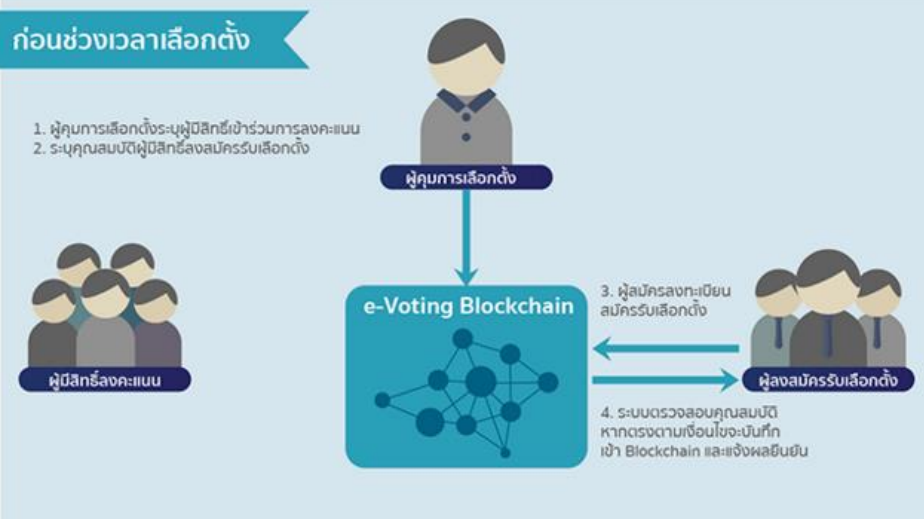 ก่อนช่วงเวลาเลือกตั้ง
1. ผู้คุมการเลือกตั้งระบุผู้มีสิทธิ์เข้าร่วมการลงคะแนน
2. ระบุคุณสมบัติผู้มีสิทธิ์ลงสมัครรับเลือกตั้ง
ผู้คุมการเลือกตั้ง
e-Voting Blockchain
3. ผู้สมัครลงทะเบียน
สมัครรับเลือกตั้ง
ผู้มีสิทธิ์ลงคะแนน
ผู้ลงสมัครรับเลือกตั้ง
4. ระบบตรวจสอบคุณสมบัติ
หากตรงตามเงื่อนไขจะบันทึก
เข้า Blockchain และแจ้งผลยืนยัน